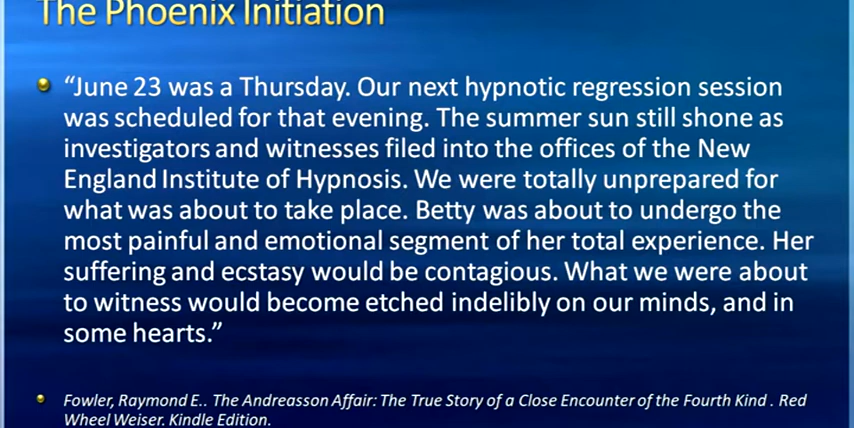 The Phoenix Initiation
“June 23 was a Thursday. Our next hypnotic regression session
was scheduled for that evening. The summer sun still shone as
investigators and witnesses filed into the offices of the New
England Institute of Hypnosis. We were totally unprepared for
what was about to take place. Betty was about to undergo the
most painful and emotional segment of her total experience. Her
suffering and ecstasy would be contagious. What we were about
to witness would become etched indelibly on our minds, and in
some hearts.”
Fowler, Raymond E.. The Andreasson Affair: The True Story of a Close Encounter of the Fourth Kind . Red
Wheel Weiser. Kindle Edition.